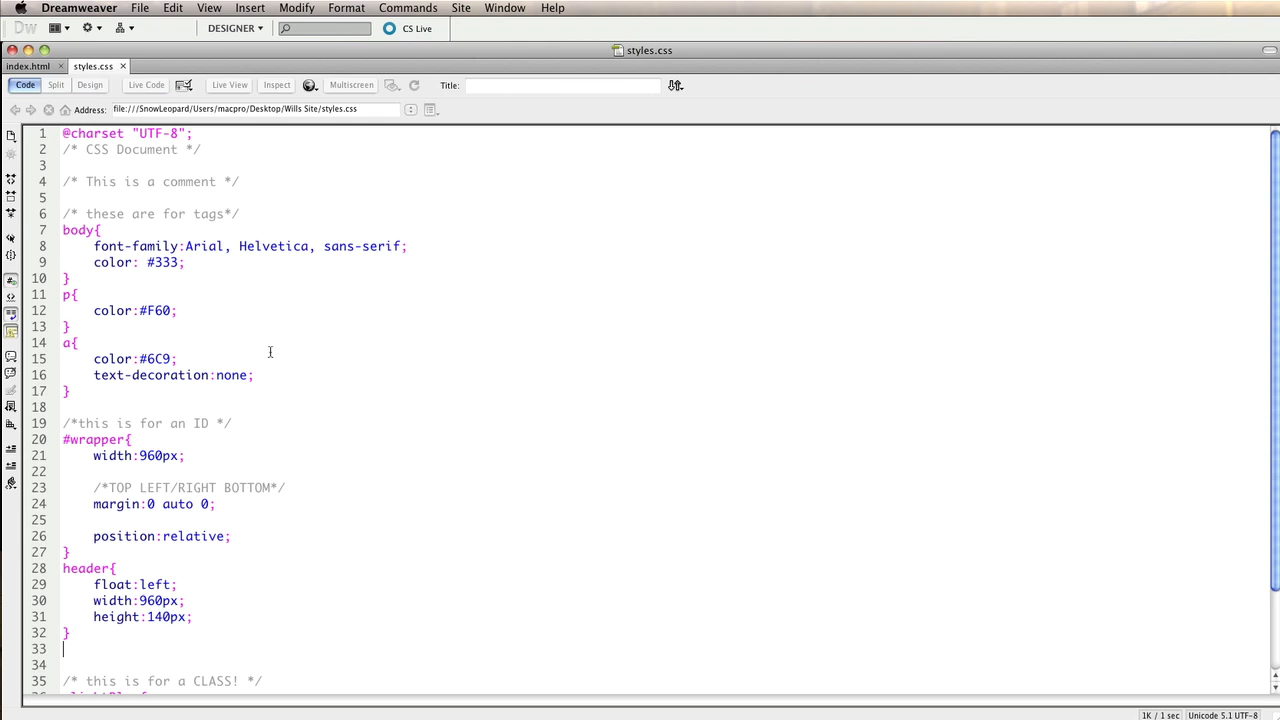 Dreamweaver File Edit View Insert Modify Format Commands Site Window Help
Dw DESIGNER CS Live
styles.css
index.html styles.css
Code Split Design Live Code Live View Inspect Multiscreen Title:
Address: file:///SnowLeopard/Users/macpro/Desktop/Wills Site/styles.css
1 @charset "UTF-8";
2 /* CSS Document */
3
4 /* This is a comment */
5
6 /* these are for tags*/
7 body{
8 font-family:Arial, Helvetica, sans-serif;
9 color: #333;
10 }
11 p{
12 color:#F60;
13 }
14 a{
15 color:#6C9;
16 text-decoration:none;
17 }
18
19 /*this is for an ID */
20 #wrapper{
21 width:960px;
22
23 /*TOP LEFT/RIGHT BOTTOM*/
24 margin:0 auto 0;
25
26 position:relative;
27 }
28 header{
29 float:left;
30 width:960px;
31 height:140px;
32 }
33
34
35 /* this is for a CLASS! */
1K / 1 sec Unicode 5.1 UTF-8